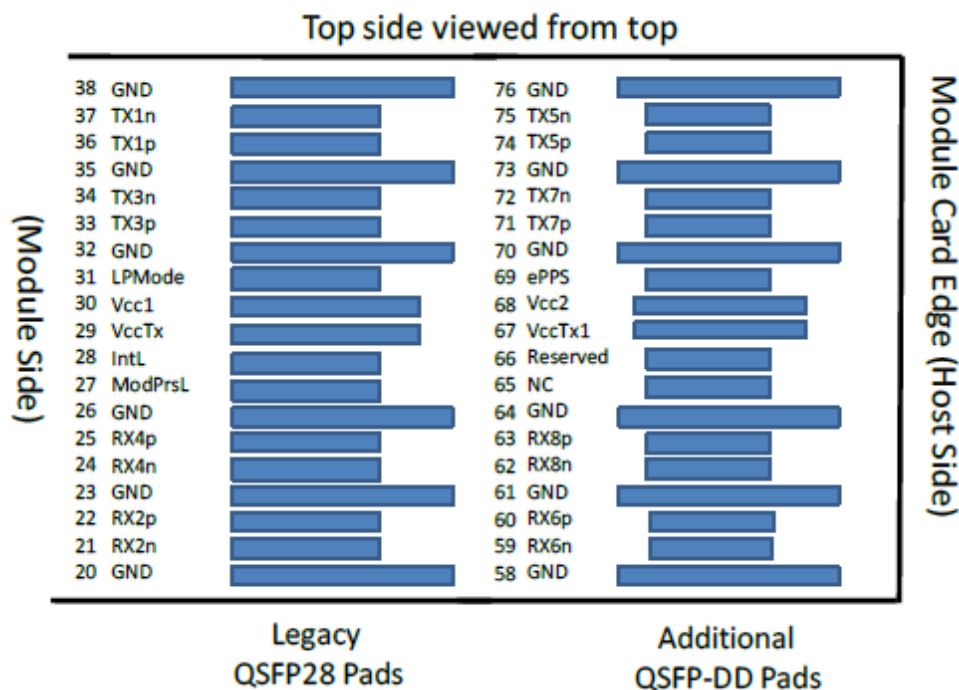 Top side viewed from top
38 GND 76 GND
37 TX1n 75 TX5n
36 TX1p 74 TX5p
35 GND 73 GND
34 TX3n 72 TX7n
33 TX3p 71 TX7p
32 GND 70 GND
31 LPMode 69 ePPS
30 Vcc1 68 Vcc2
29 VccTx 67 VccTx1
28 IntL 66 Reserved
27 ModPrsL 65 NC
26 GND 64 GND
25 RX4p 63 RX8p
24 RX4n 62 RX8n
23 GND 61 GND
22 RX2p 60 RX6p
21 RX2n 59 RX6n
20 GND 58 GND
(Module Side)
Module Card Edge (Host Side)
Legacy
QSFP28 Pads
Additional
QSFP-DD Pads